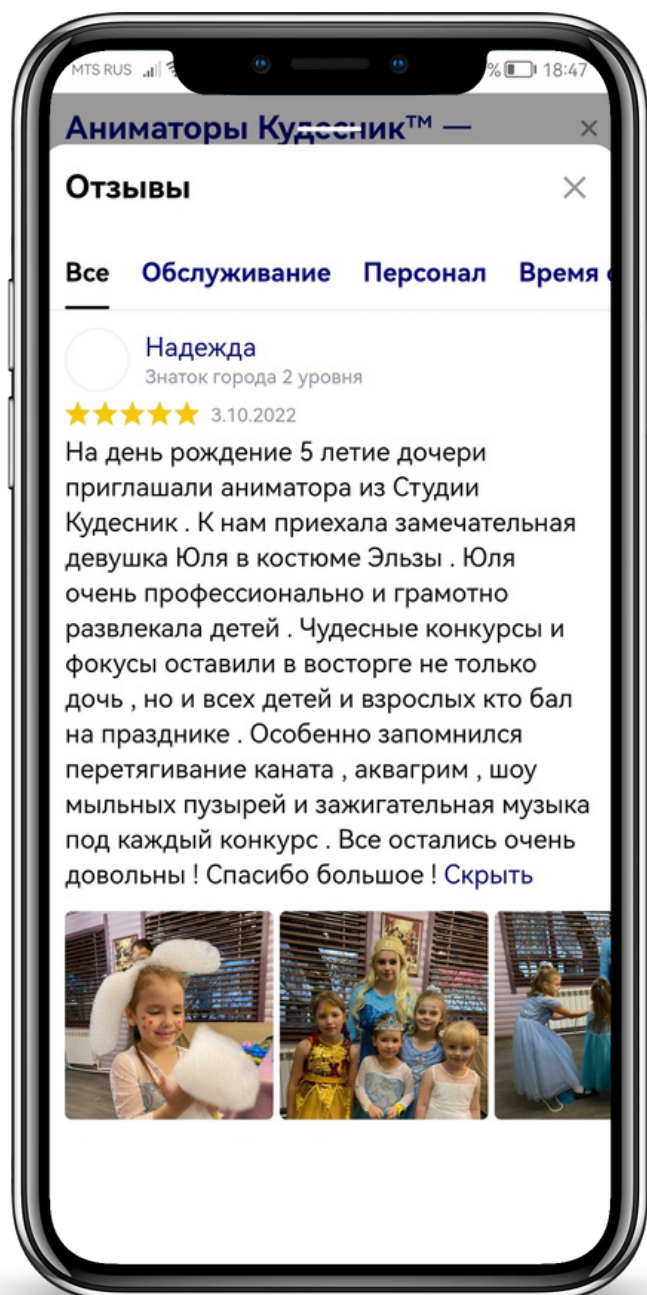 MTS RUS
% 18:47
Аниматоры Кудесник™ —
Отзывы
Все Обслуживание Персонал Время
Надежда
Знаток города 2 уровня
3.10.2022
На день рождение 5 летие дочери
приглашали аниматора из Студии
Кудесник . К нам приехала замечательная
девушка Юля в костюме Эльзы . Юля
очень профессионально и грамотно
развлекала детей . Чудесные конкурсы и
фокусы оставили в восторге не только
дочь , но и всех детей и взрослых кто бал
на празднике . Особенно запомнился
перетягивание каната , аквагрим , шоу
мыльных пузырей и зажигательная музыка
под каждый конкурс . Все остались очень
довольны ! Спасибо большое ! Скрыть